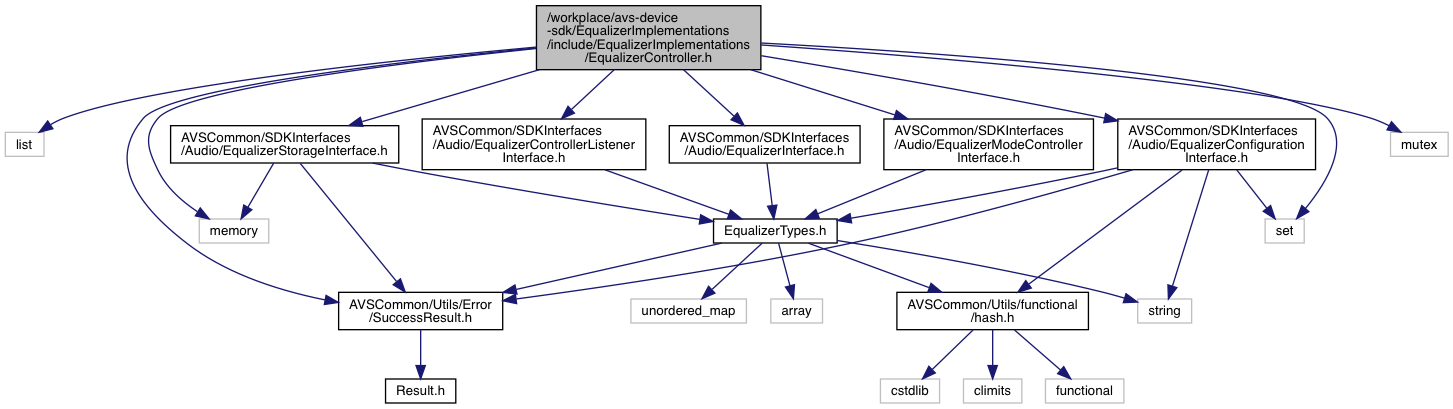 /workplace/avs-device
-sdk/EqualizerImplementations
/include/EqualizerImplementations
/EqualizerController.h
list
AVSCommon/SDKInterfaces
/Audio/EqualizerStorageInterface.h
AVSCommon/SDKInterfaces
/Audio/EqualizerControllerListener
Interface.h
AVSCommon/SDKInterfaces
/Audio/EqualizerInterface.h
AVSCommon/SDKInterfaces
/Audio/EqualizerModeController
Interface.h
AVSCommon/SDKInterfaces
/Audio/EqualizerConfiguration
Interface.h
mutex
memory
EqualizerTypes.h
set
AVSCommon/Utils/Error
/SuccessResult.h
unordered_map
array
AVSCommon/Utils/functional
/hash.h
string
Result.h
cstdlib
climits
functional